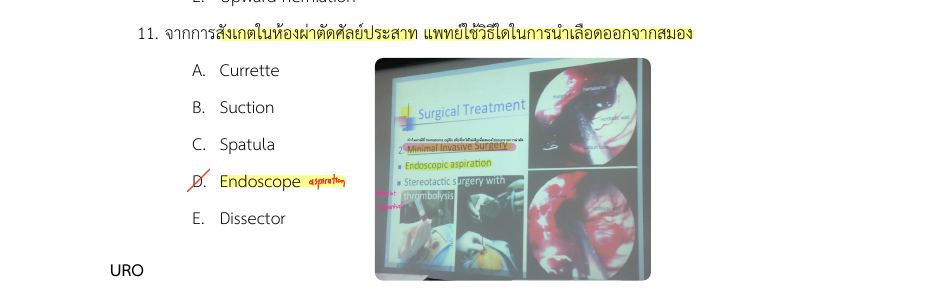 E. Upward herniation
11. จากการสังเกตในห้องผ่าตัดศัลย์ประสาท แพทย์ใช้วิธีใดในการนำเลือดออกจากสมอง
A. Currette
B. Suction
C. Spatula
D. Endoscope aspiration
E. Dissector
Surgical Treatment
2. Minimal Invasive Surgery
Endoscopic aspiration
Stereotactic surgery with
thrombolysis
URO